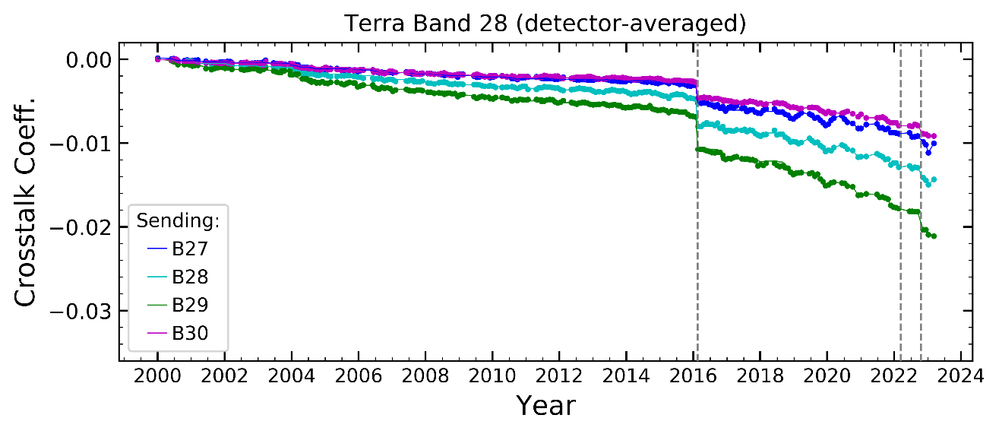 Terra Band 28 (detector-averaged)
Crosstalk Coeff.
0.00
−0.01
−0.02
−0.03
Sending:
B27
B28
B29
B30
2000 2002 2004 2006 2008 2010 2012 2014 2016 2018 2020 2022 2024
Year